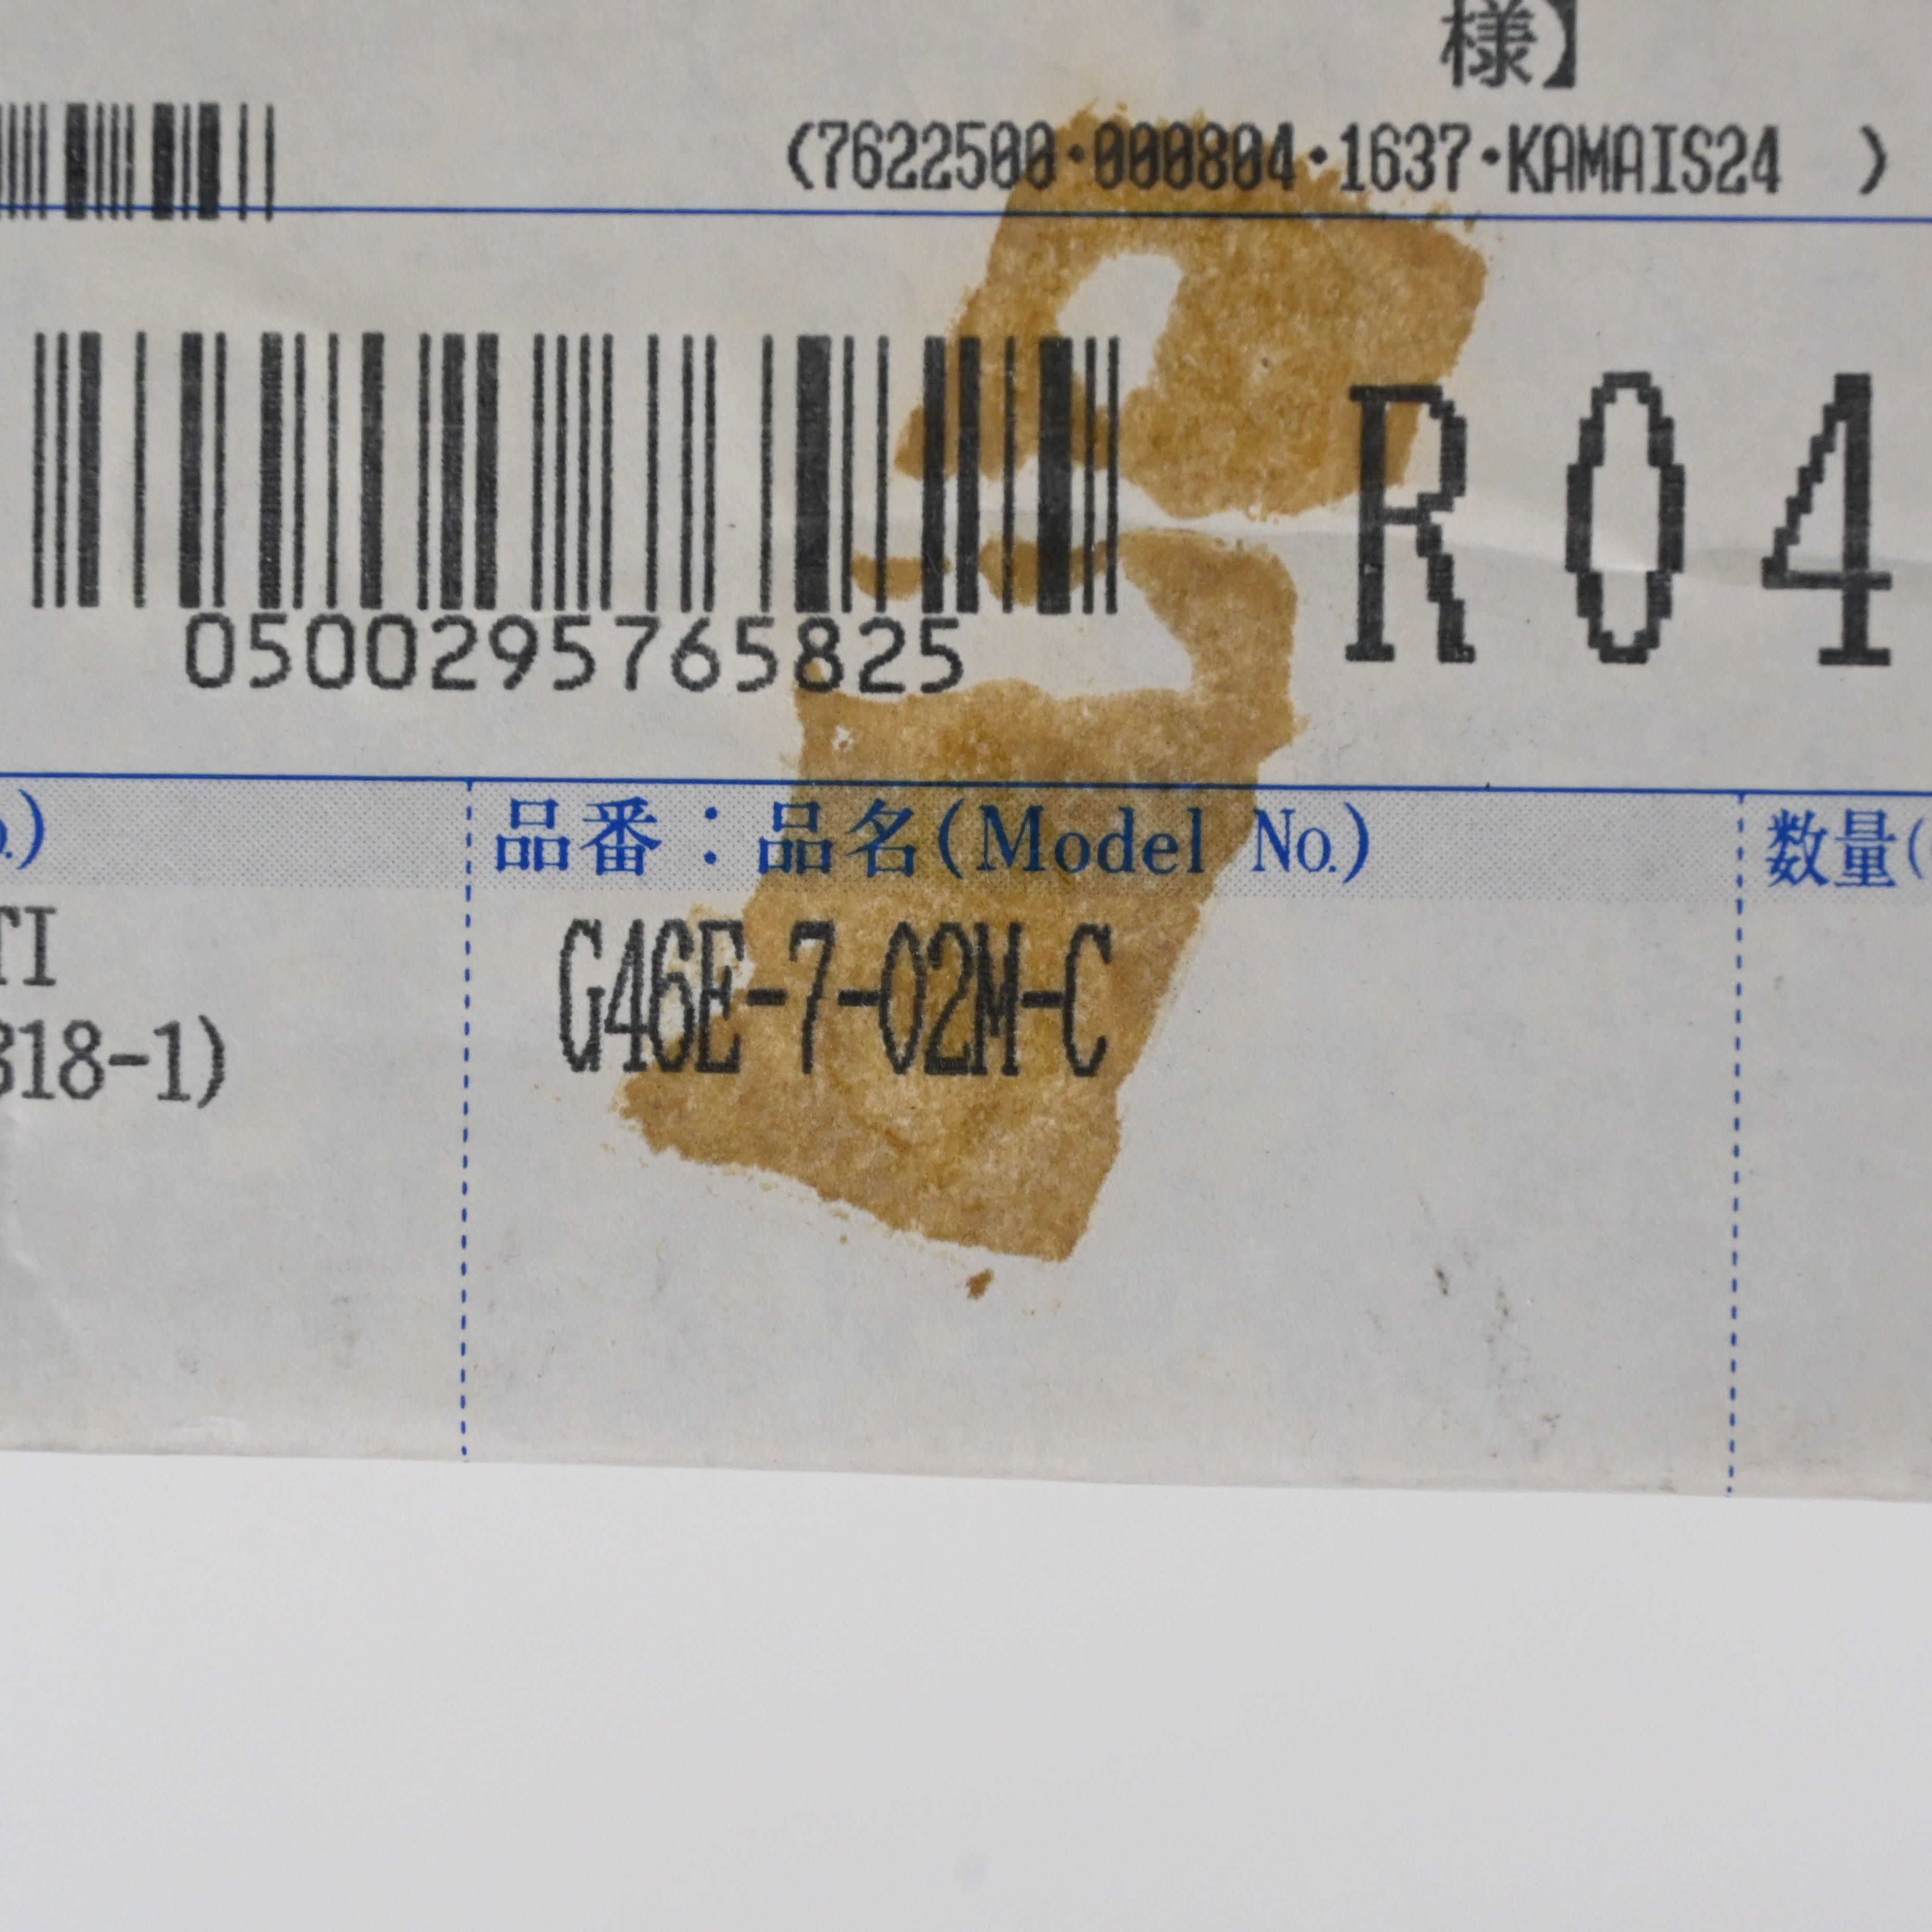 様】
(7622500・000804・1637・KAMAIS24 )
0500295765825
R04
.)
品番：品名(Model No.)
数量(
TI
G46E-7-02M-C
318-1)